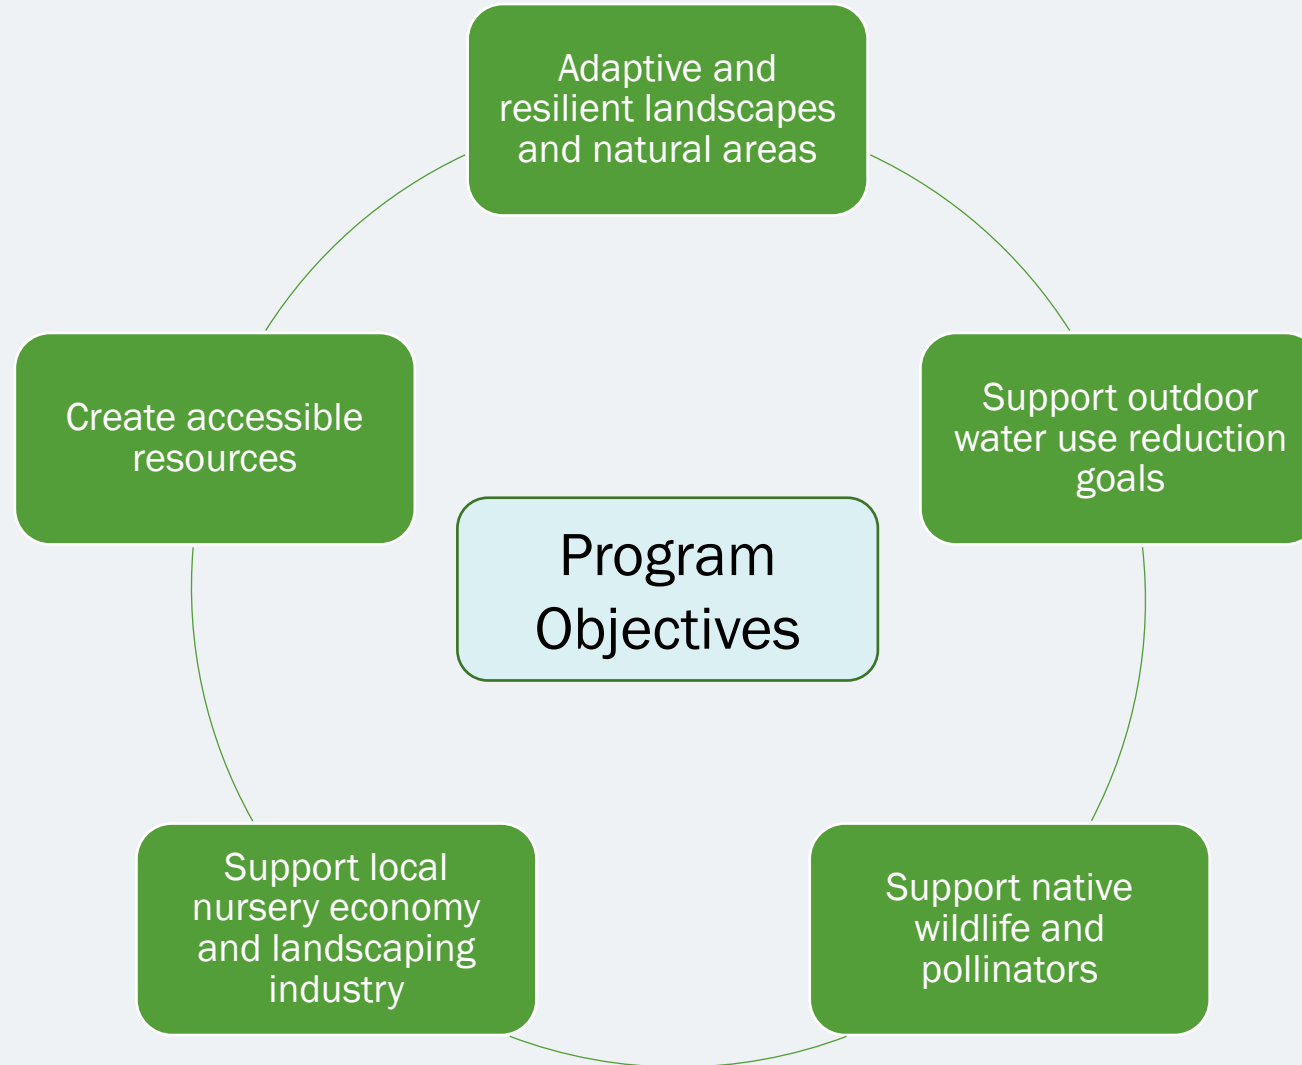 Adaptive and
resilient landscapes
and natural areas
Support outdoor
water use reduction
goals
Support native
wildlife and
pollinators
Support local
nursery economy
and landscaping
industry
Create accessible
resources
Program
Objectives